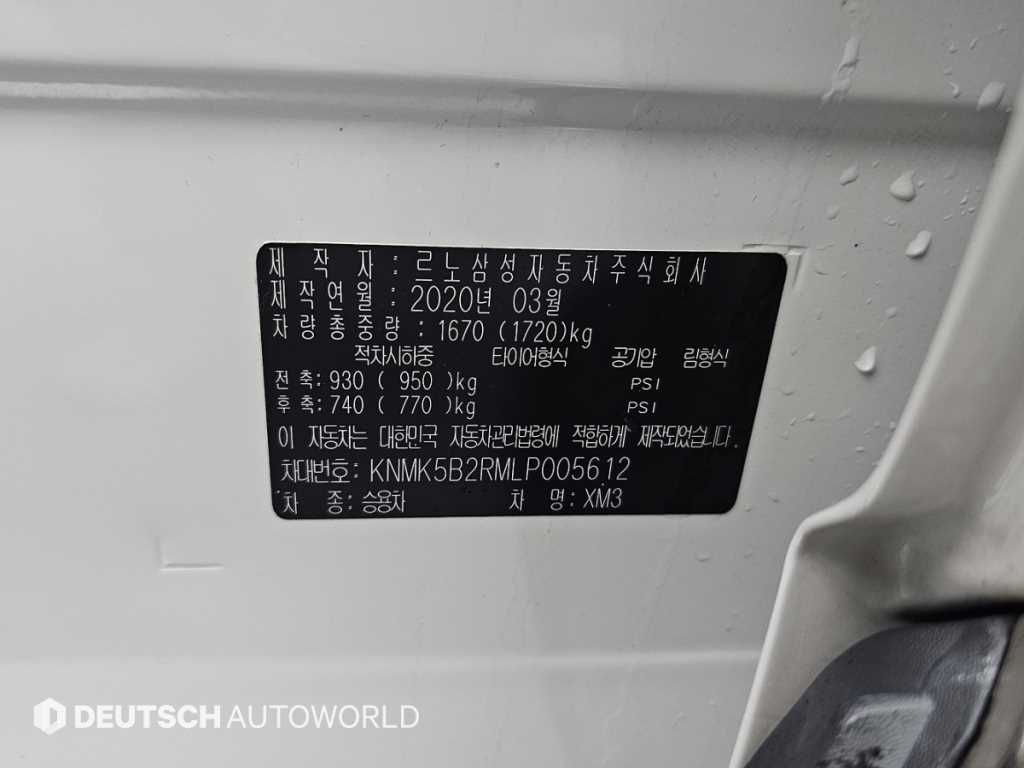 제 작 자 : 르노삼성자동차주식회사
제작연월 : 2020년 03월
차량총중량 : 1670 (1720)kg
적차시하중 타이어형식 공기압 림형식
전축: 930 ( 950 )kg PSI
후축: 740 ( 770 )kg PSI
이 자동차는 대한민국 자동차관리법령에 적합하게 제작되었습니다.
차대번호: KNMK5B2RMLP005612
차 종: 승용차 차 명: XM3
DEUTSCH AUTOWORLD